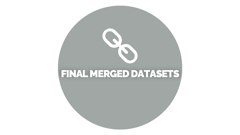 FINAL MERGED DATASETS